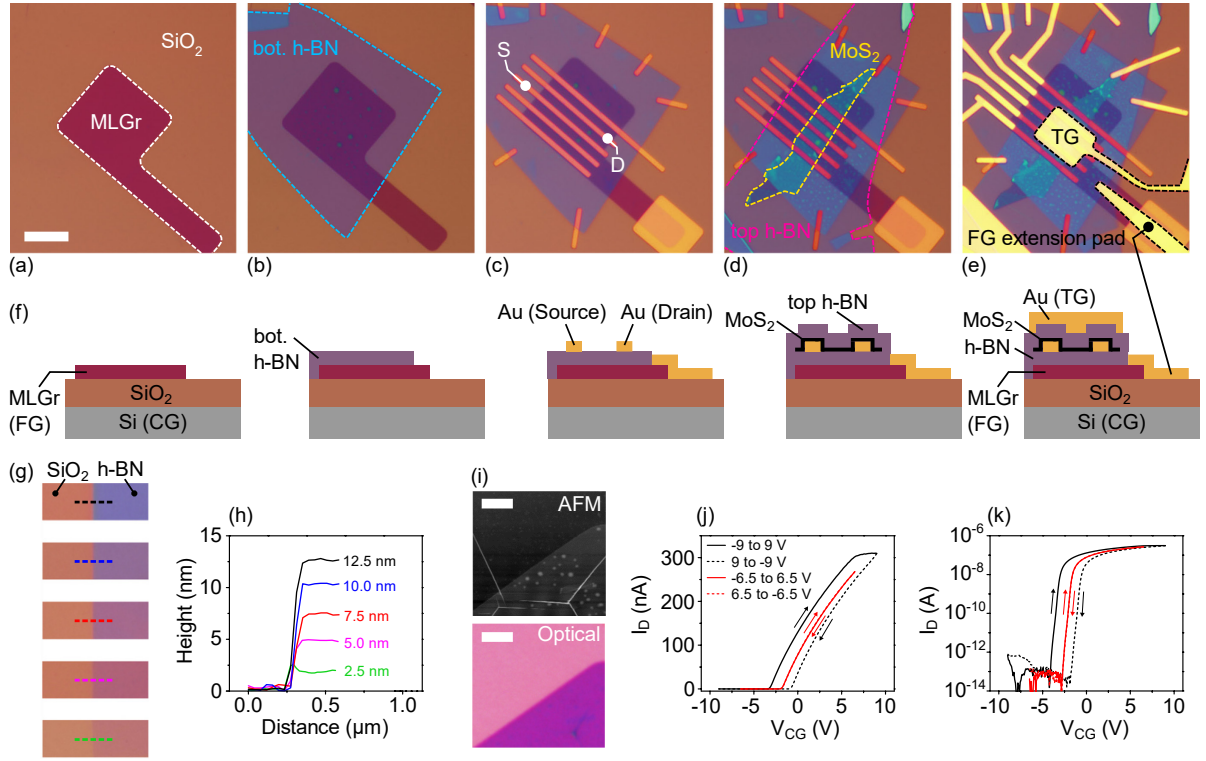 SiO2
MLGr
bot. h-BN
S
D
MoS2
top h-BN
TG
FG extension pad
(a)
(b)
(c)
(d)
(e)
(f)
MLGr
(FG)
SiO2
Si (CG)
bot.
h-BN
Au (Source)
Au (Drain)
top h-BN
MoS2
Au (TG)
MoS2
h-BN
MLGr
(FG)
SiO2
Si (CG)
(g)
SiO2
h-BN
(h)
15
10
5
0
Height (nm)
12.5 nm
10.0 nm
7.5 nm
5.0 nm
2.5 nm
0.0
0.5
1.0
Distance (µm)
(i)
AFM
Optical
(j)
-9 to 9 V
9 to -9 V
-6.5 to 6.5 V
6.5 to -6.5 V
300
200
100
0
ID (nA)
-10
-5
0
5
10
VCG (V)
(k)
10-6
10-8
10-10
10-12
10-14
ID (A)
-10
-5
0
5
10
VCG (V)